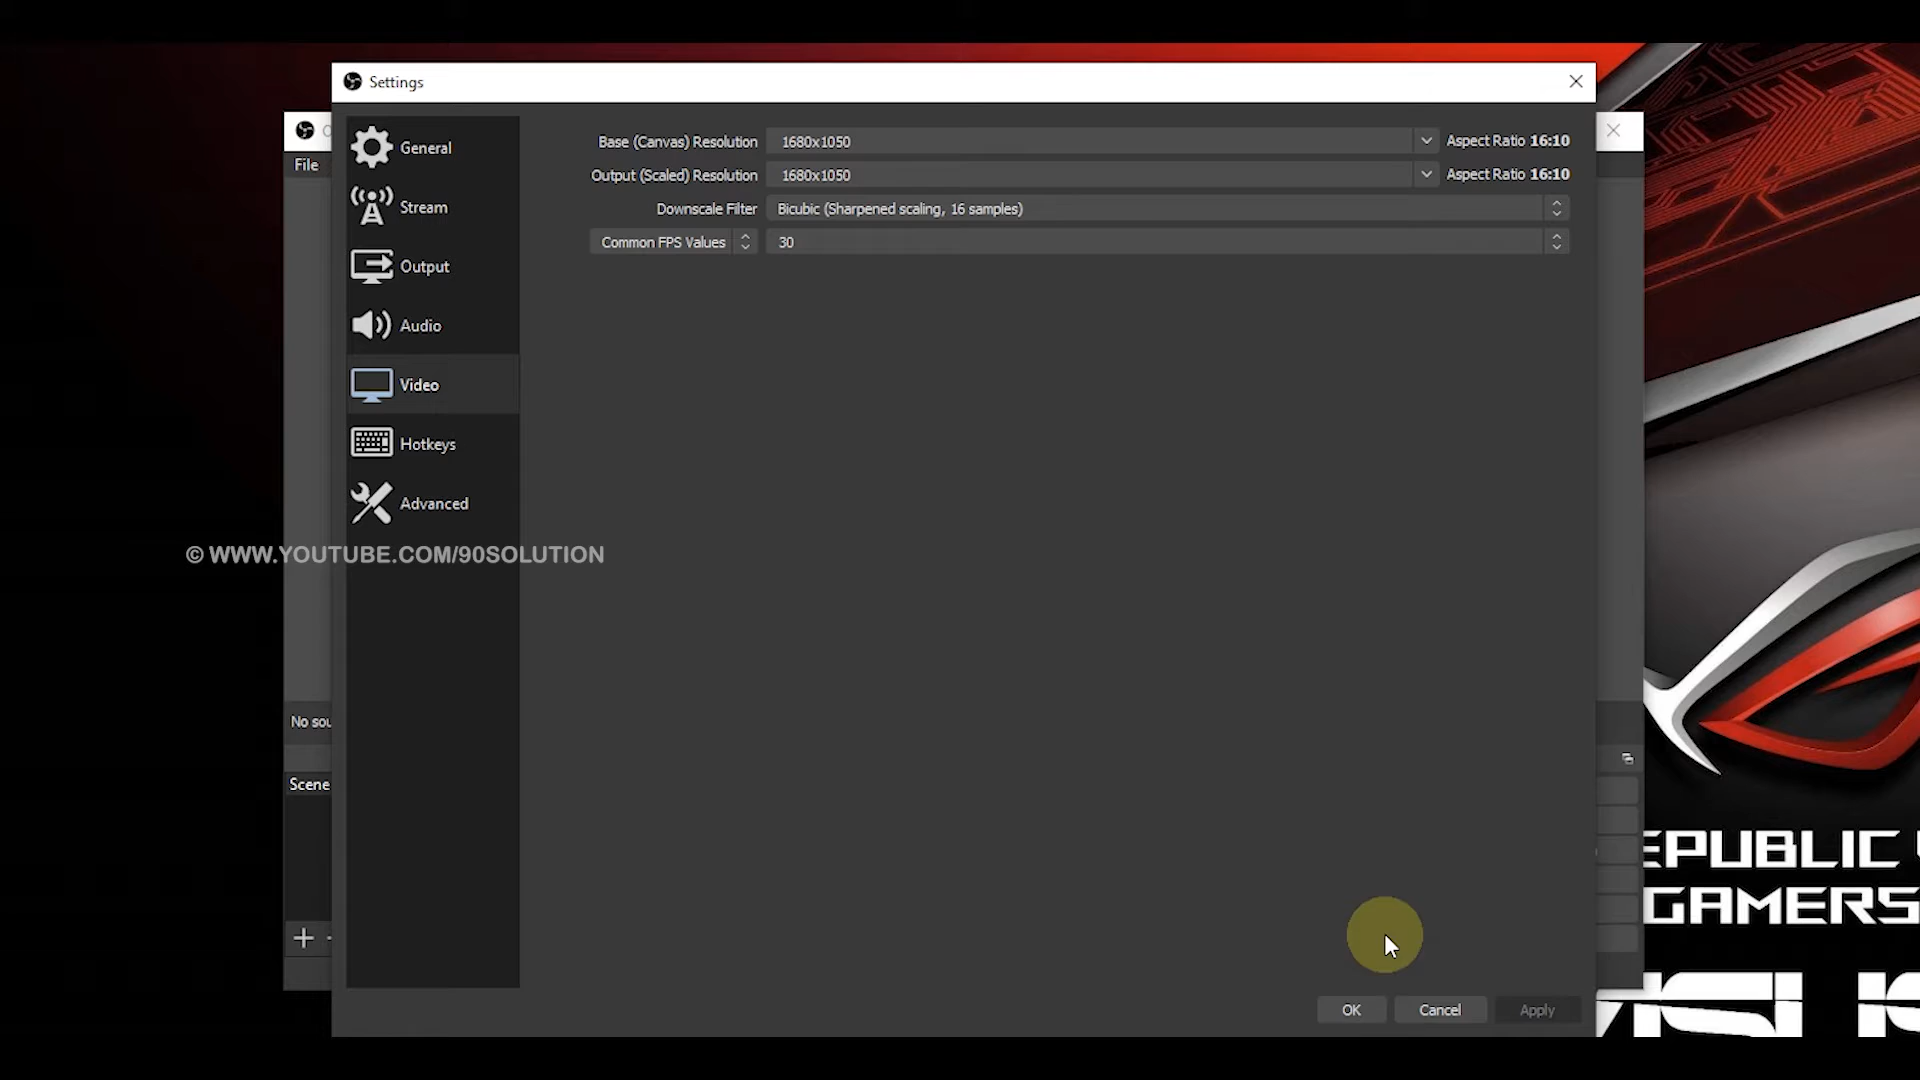 Settings
General
Stream
Output
Audio
Video
Hotkeys
Advanced
Base (Canvas) Resolution 1680x1050 Aspect Ratio 16:10
Output (Scaled) Resolution 1680x1050 Aspect Ratio 16:10
Downscale Filter Bicubic (Sharpened scaling, 16 samples)
Common FPS Values 30
File
© WWW.YOUTUBE.COM/90SOLUTION
No sou
Scene
EPUBLIC
GAMERS
OK Cancel Apply